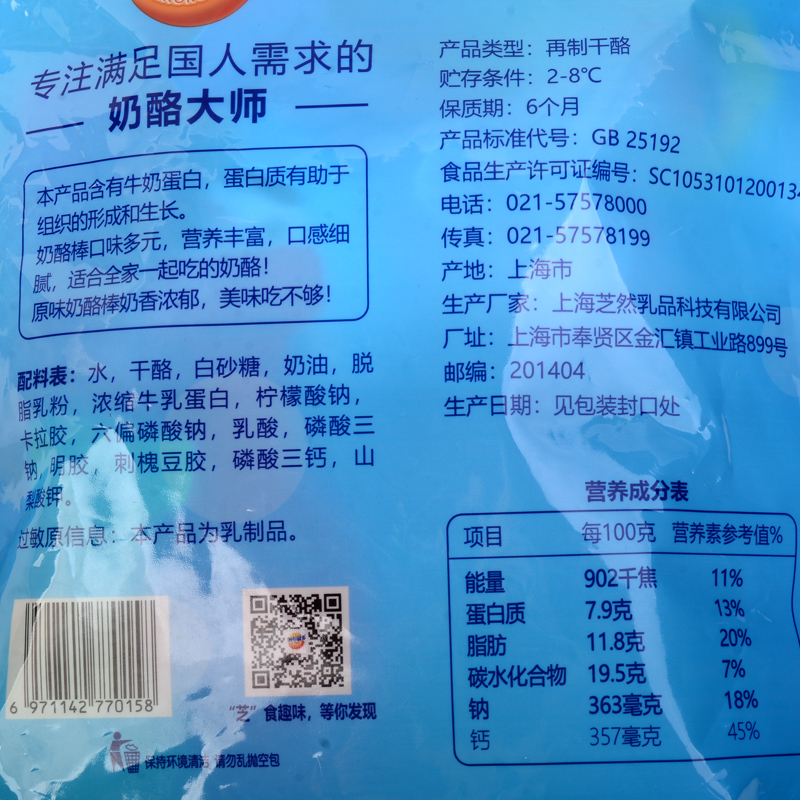 专注满足国人需求的
奶酪大师
本产品含有牛奶蛋白，蛋白质有助于
组织的形成和生长。
奶酪棒口味多元，营养丰富，口感细
腻，适合全家一起吃的奶酪！
原味奶酪棒奶香浓郁，美味吃不够！
配料表：水，干酪，白砂糖，奶油，脱
脂乳粉，浓缩牛乳蛋白，柠檬酸钠，
卡拉胶，六偏磷酸钠，乳酸，磷酸三
钠，明胶，刺槐豆胶，磷酸三钙，山
梨酸钾。
过敏原信息：本产品为乳制品。
6 971142 770158
“芝”食趣味，等你发现
保持环境清洁 请勿乱抛空包
产品类型：再制干酪
贮存条件：2-8℃
保质期：6个月
产品标准代号：GB 25192
食品生产许可证编号：SC1053101200134
电话：021-57578000
传真：021-57578199
产地：上海市
生产厂家：上海芝然乳品科技有限公司
厂址：上海市奉贤区金汇镇工业路899号
邮编：201404
生产日期：见包装封口处
营养成分表
项目 每100克 营养素参考值%
能量 902千焦 11%
蛋白质 7.9克 13%
脂肪 11.8克 20%
碳水化合物 19.5克 7%
钠 363毫克 18%
钙 357毫克 45%